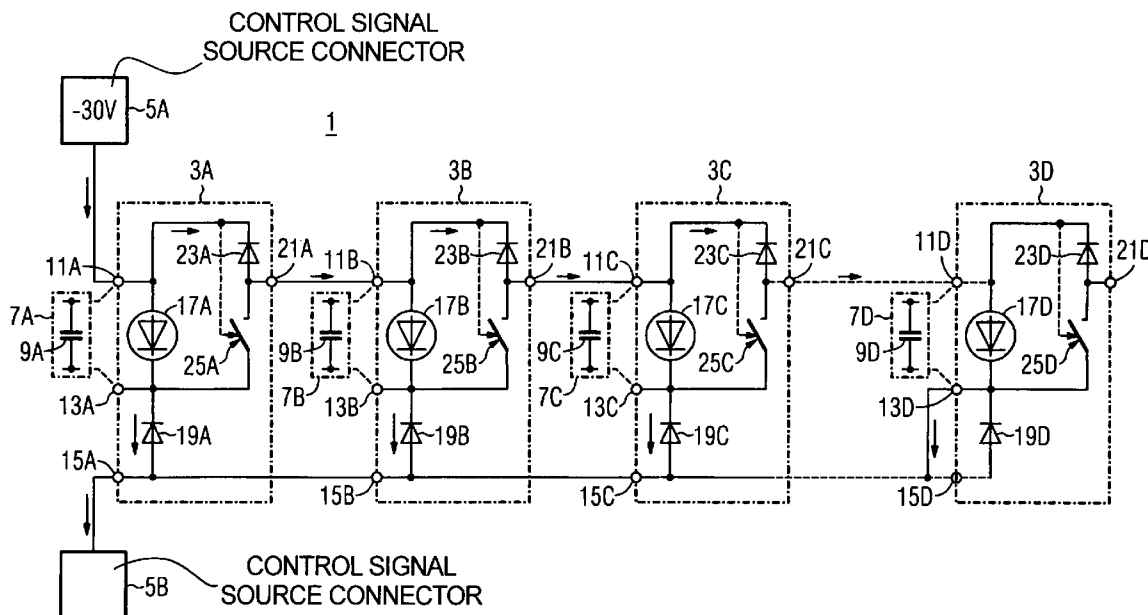 CONTROL SIGNAL
SOURCE CONNECTOR
-30V
5A
1
3A
3B
3C
3D
11A
23A
21A
11B
23B
21B
11C
23C
21C
11D
23D
21D
7A
9A
17A
25A
9B
7B
17B
25B
9C
7C
17C
25C
7D
9D
17D
25D
13A
13B
13C
13D
19A
19B
19C
19D
15A
15B
15C
15D
5B
CONTROL SIGNAL
SOURCE CONNECTOR